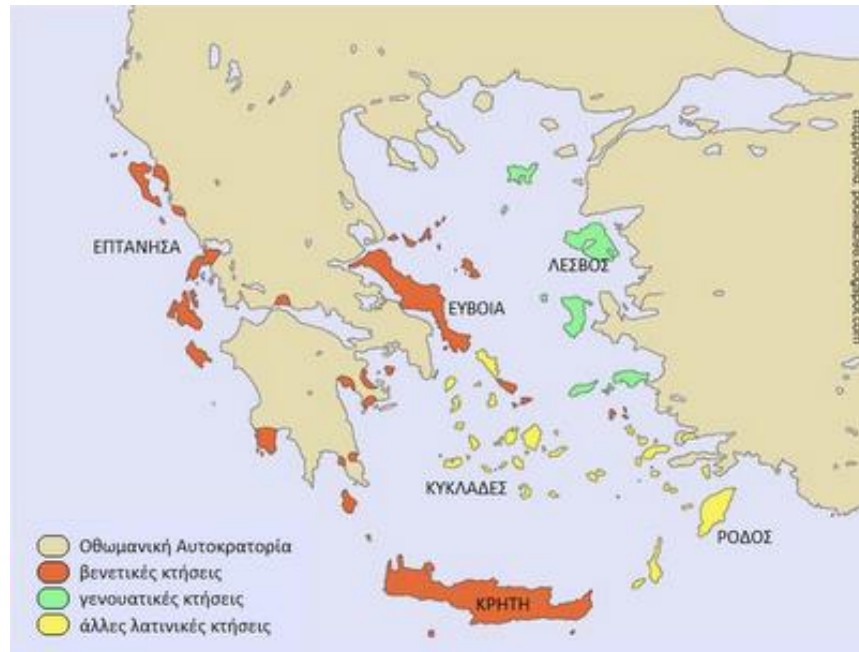 ΕΠΤΑΝΗΣΑ
ΛΕΣΒΟΣ
ΕΥΒΟΙΑ
ΚΥΚΛΑΔΕΣ
ΡΟΔΟΣ
ΚΡΗΤΗ
Οθωμανική Αυτοκρατορία
βενετικές κτήσεις
γενουατικές κτήσεις
άλλες λατινικές κτήσεις